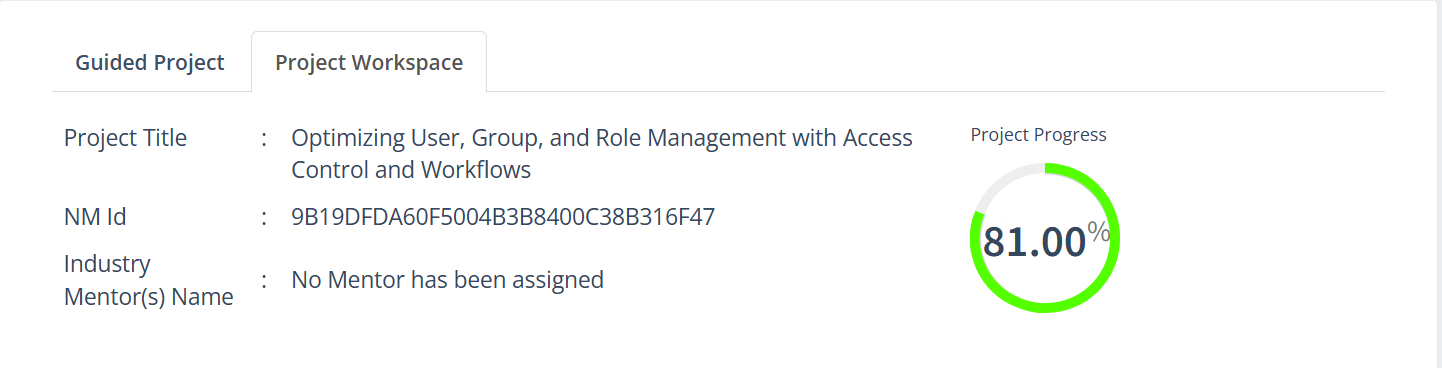 Guided Project
Project Workspace
Project Title : Optimizing User, Group, and Role Management with Access
Control and Workflows
NM Id : 9B19DFDA60F5004B3B8400C38B316F47
Industry
Mentor(s) Name : No Mentor has been assigned
Project Progress
81.00%